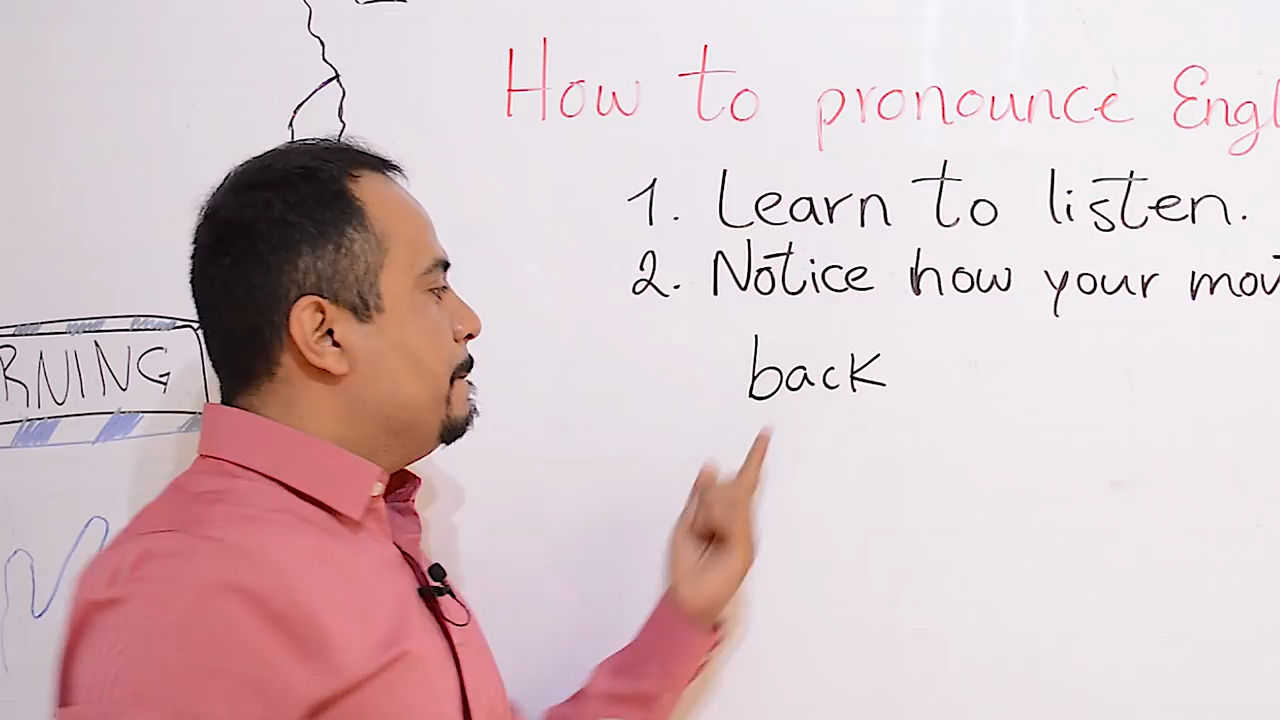 How to pronounce Engl
1. Learn to listen.
2. Notice how your mou
back
RNING